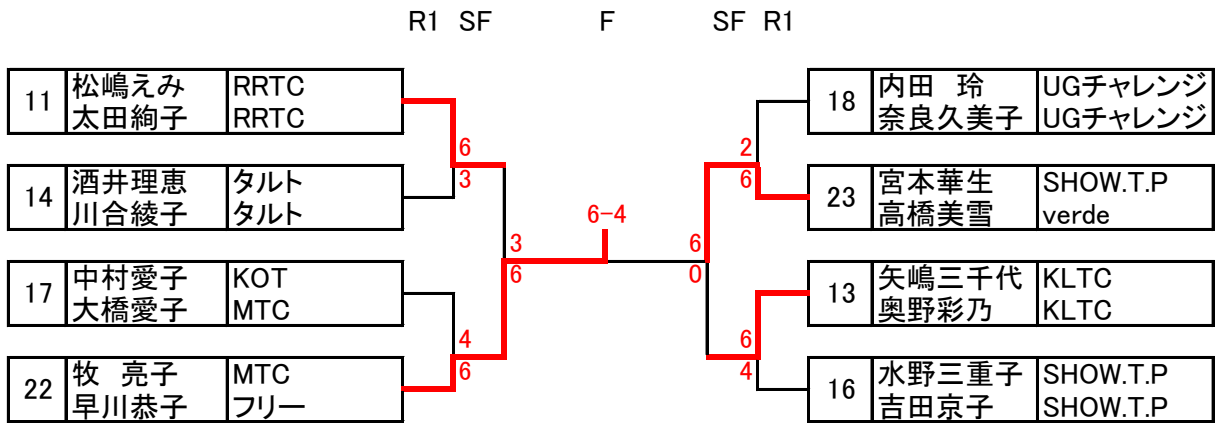 R1 SF F SF R1
11 松嶋えみ RRTC
太田絢子 RRTC
14 酒井理恵 タルト
川合綾子 タルト
17 中村愛子 KOT
大橋愛子 MTC
22 牧 亮子 MTC
早川恭子 フリー
6
3
4
6
3
6
6-4
6
0
2
6
6
4
18 内田 玲 UGチャレンジ
奈良久美子 UGチャレンジ
23 宮本華生 SHOW.T.P
高橋美雪 verde
13 矢嶋三千代 KLTC
奥野彩乃 KLTC
16 水野三重子 SHOW.T.P
吉田京子 SHOW.T.P